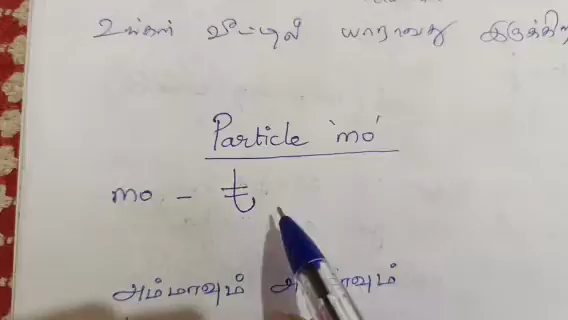 உங்கள் வீட்டில் யாராவது
Particle 'mo'
mo - も
அம்மாவும்